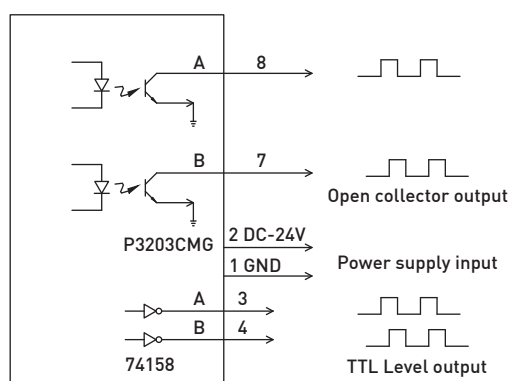 A 8
B 7
Open collector output
P3203CMG
2 DC-24V
1 GND
Power supply input
A 3
B 4
74158
TTL Level output